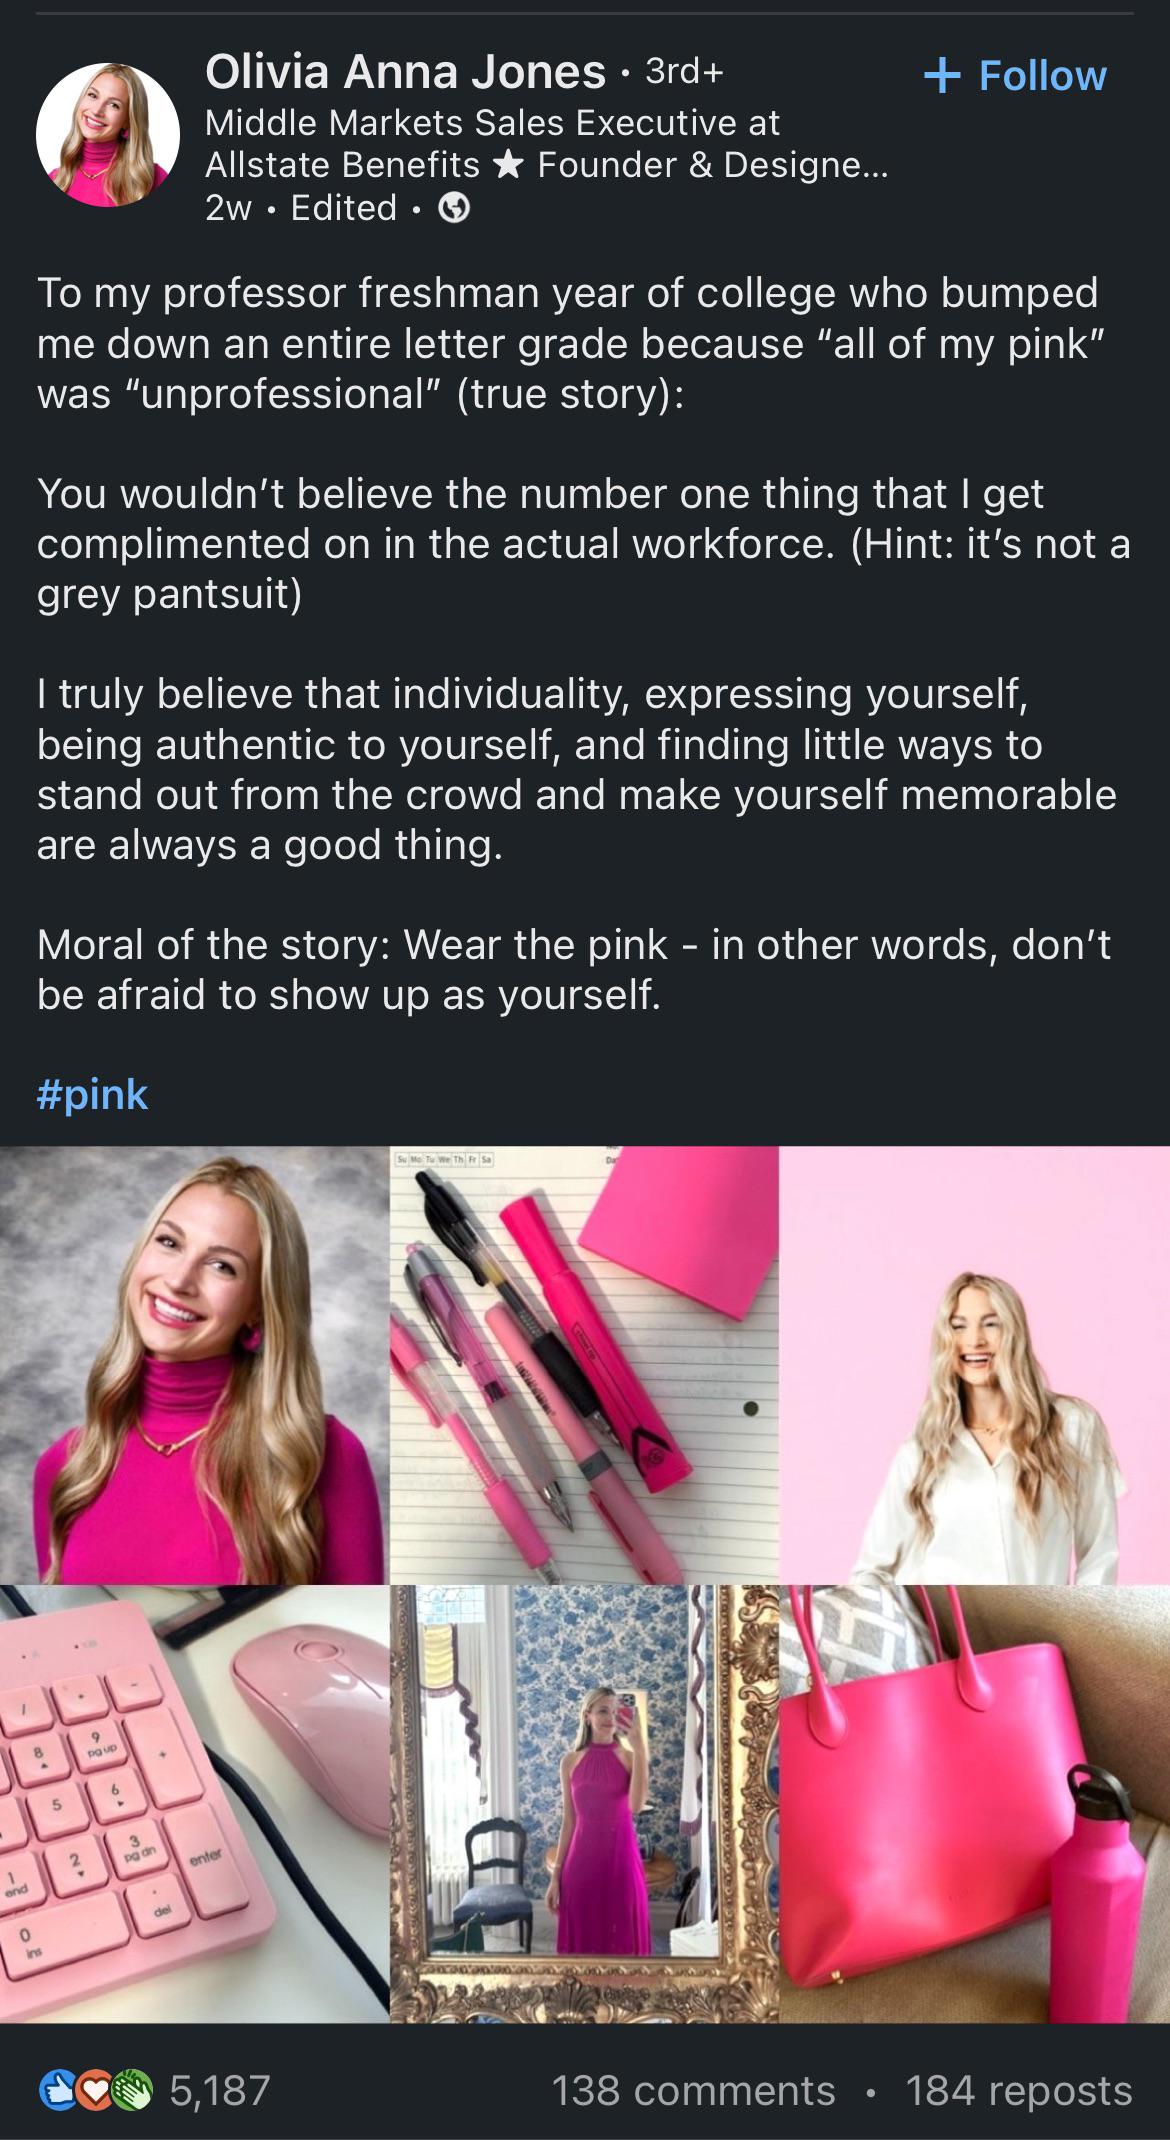 Olivia Anna Jones • 3rd+
+ Follow
Middle Markets Sales Executive at
Allstate Benefits ★ Founder & Designe...
2w • Edited •
To my professor freshman year of college who bumped
me down an entire letter grade because “all of my pink”
was “unprofessional” (true story):
You wouldn’t believe the number one thing that I get
complimented on in the actual workforce. (Hint: it’s not a
grey pantsuit)
I truly believe that individuality, expressing yourself,
being authentic to yourself, and finding little ways to
stand out from the crowd and make yourself memorable
are always a good thing.
Moral of the story: Wear the pink - in other words, don’t
be afraid to show up as yourself.
#pink
Su Mo Tu We Th Fr Sa
/ * -
8 9 pg up +
5 6
1 end 2 3 pg dn enter
0 ins . del
5,187
138 comments • 184 reposts